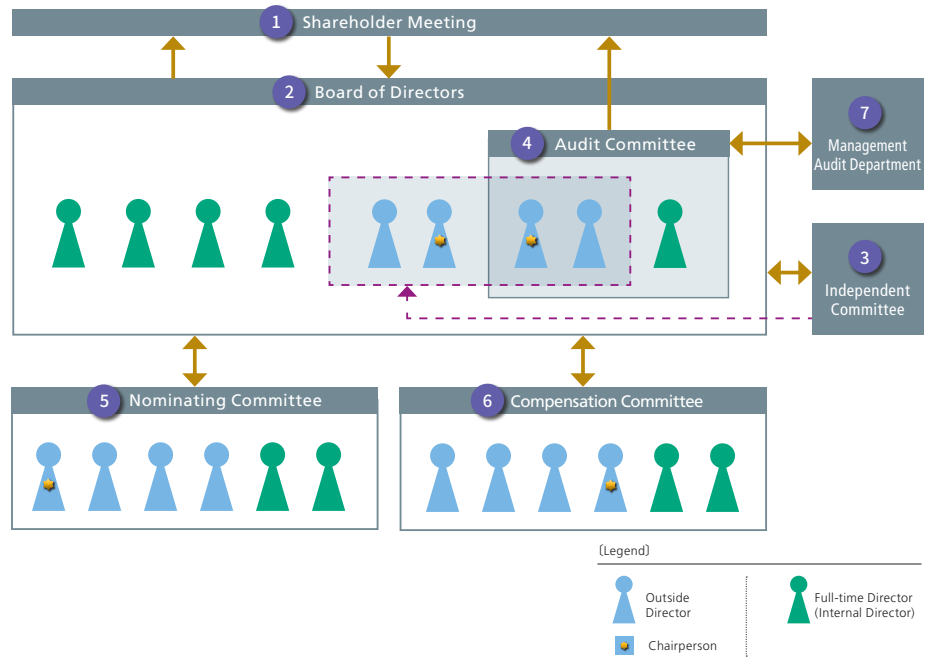 1 Shareholder Meeting
2 Board of Directors
4 Audit Committee
7
Management
Audit Department
3
Independent
Committee
5 Nominating Committee
6 Compensation Committee
[Legend]
Outside
Director
Full-time Director
(Internal Director)
Chairperson